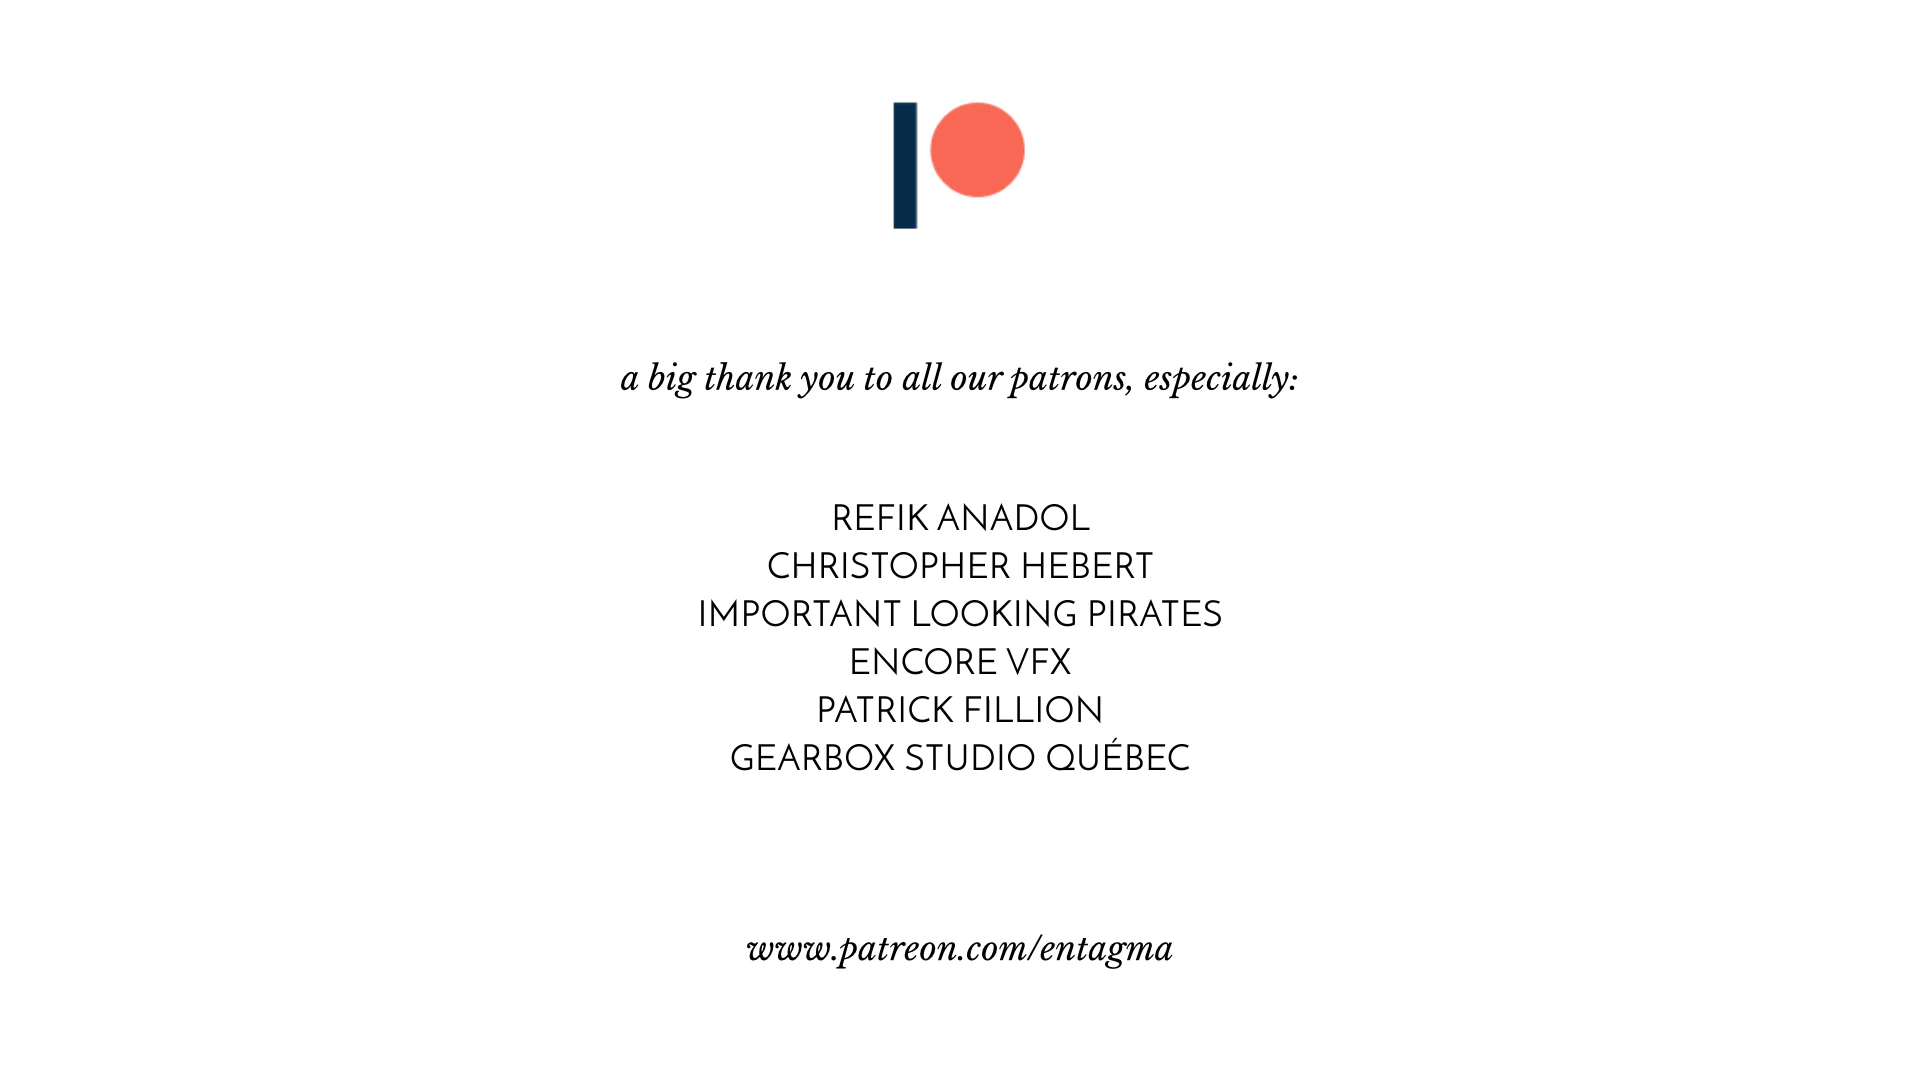 a big thank you to all our patrons, especially:
REFIK ANADOL
CHRISTOPHER HEBERT
IMPORTANT LOOKING PIRATES
ENCORE VFX
PATRICK FILLION
GEARBOX STUDIO QUÉBEC
www.patreon.com/entagma